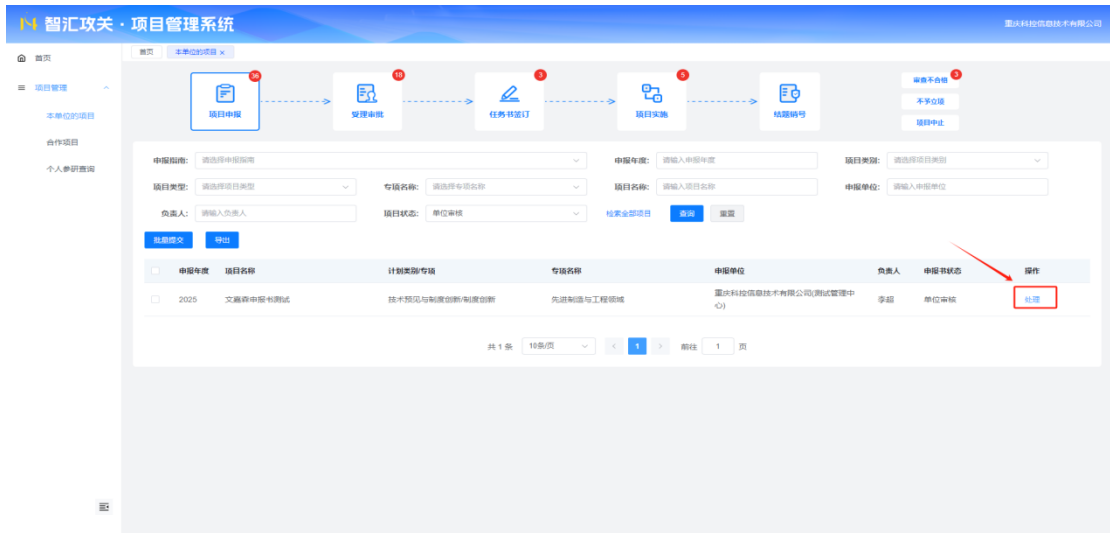 智汇攻关 · 项目管理系统
重庆科控信息技术有限公司
首页
项目管理
本单位的项目
合作项目
个人参研查询
首页 本单位的项目 ×
36 18 3 5
项目申报 受理审批 任务书签订 项目实施 结题销号
审查不合格 3
不予立项
项目中止
申报指南: 请选择申报指南 申报年度: 请输入申报年度 项目类别: 请选择项目类别
项目类型: 请选择项目类型 专项名称: 请选择专项名称 项目名称: 请输入项目名称 申报单位: 请输入申报单位
负责人: 请输入负责人 项目状态: 单位审核 检索全部项目 查询 重置
批量提交 导出
申报年度 项目名称 计划类别/专项 专项名称 申报单位 负责人 申报书状态 操作
2025 文嘉森申报书测试 技术预见与制度创新/制度创新 先进制造与工程领域 重庆科控信息技术有限公司(测试管理中心) 李超 单位审核 处理
共 1 条 10条/页 < 1 > 前往 1 页